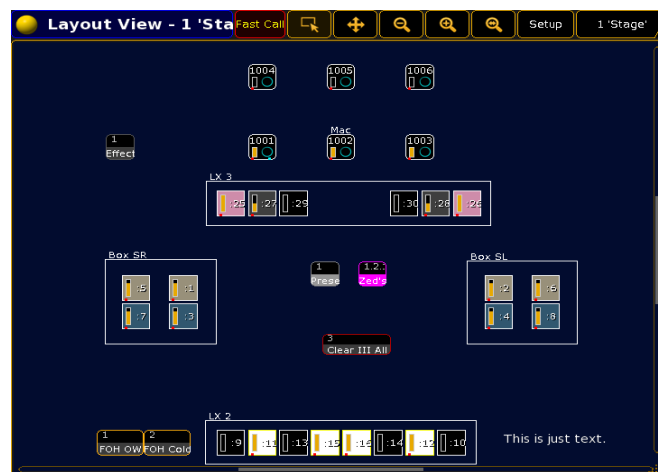 Layout View - 1 'Sta Fast Call Setup 1 'Stage'
1004 1005 1006
Mac
1 1001 1002 1003
Effect
LX 3
:25 :27 :29 :30 :28 :26
Box SR Box SL
1 1.2.
:5 :1 Prese Zed's :2 :6
:7 :3 :4 :8
3
Clear III All
LX 2
1 2
FOH OW FOH Cold :9 :11 :13 :15 :16 :14 :12 :10 This is just text.